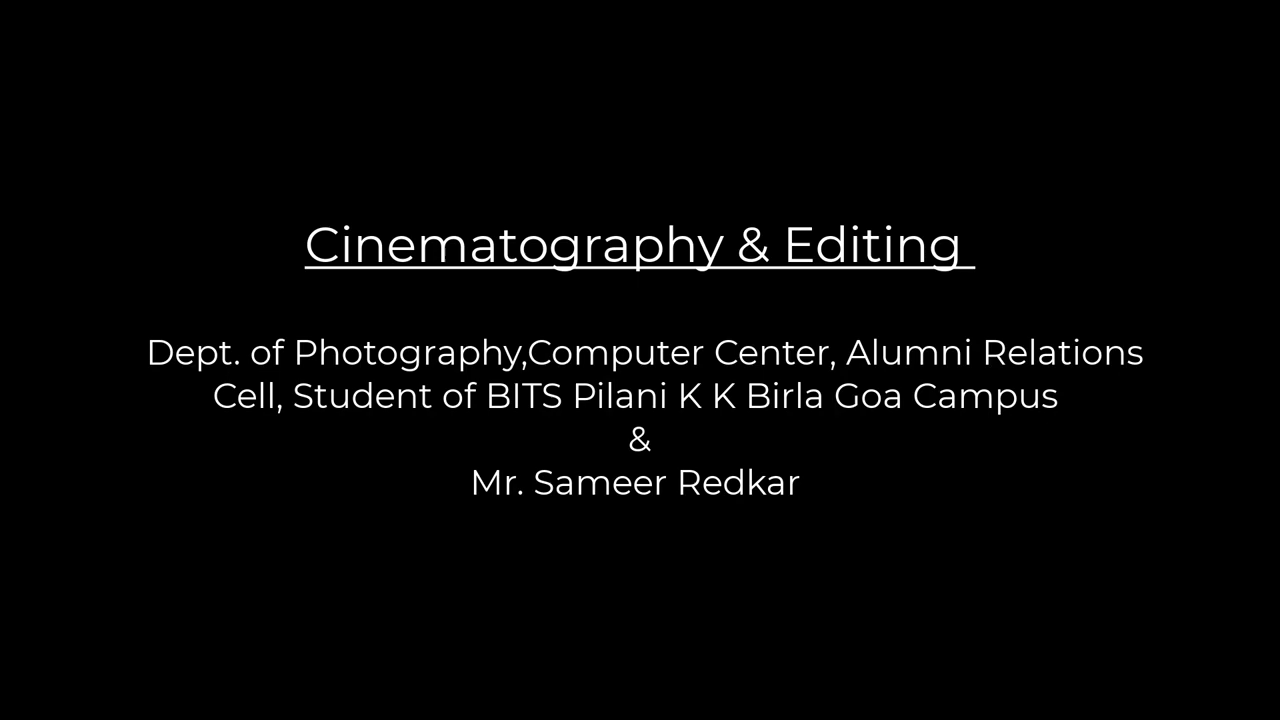 Cinematography & Editing
Dept. of Photography,Computer Center, Alumni Relations
Cell, Student of BITS Pilani K K Birla Goa Campus
&
Mr. Sameer Redkar